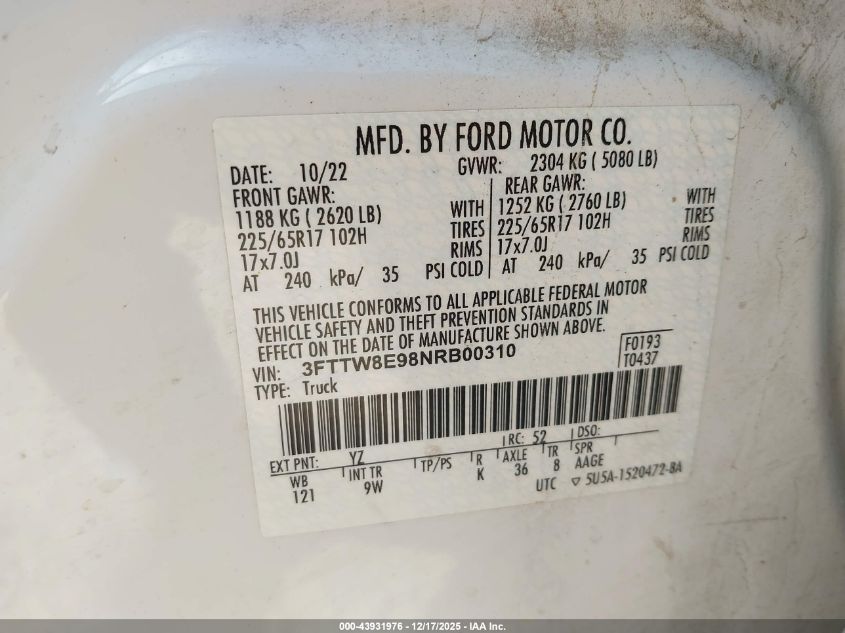 MFD. BY FORD MOTOR CO.
DATE: 10/22 GVWR: 2304 KG ( 5080 LB)
FRONT GAWR: REAR GAWR:
1188 KG ( 2620 LB) WITH 1252 KG ( 2760 LB) WITH
225/65R17 102H TIRES 225/65R17 102H TIRES
17x7.0J RIMS 17x7.0J RIMS
AT 240 kPa/ 35 PSI COLD AT 240 kPa/ 35 PSI COLD
THIS VEHICLE CONFORMS TO ALL APPLICABLE FEDERAL MOTOR
VEHICLE SAFETY AND THEFT PREVENTION STANDARDS IN
EFFECT ON THE DATE OF MANUFACTURE SHOWN ABOVE.
VIN: 3FTTW8E98NRB00310 F0193
TYPE: Truck T0437
EXT PNT: YZ RC: 52 DSO:
WB INT TR TP/PS R AXLE TR SPR
121 9W K 36 8 AAGE
UTC ▽ 5U5A-1520472-BA
000-43931976 - 12/17/2025 - IAA Inc.